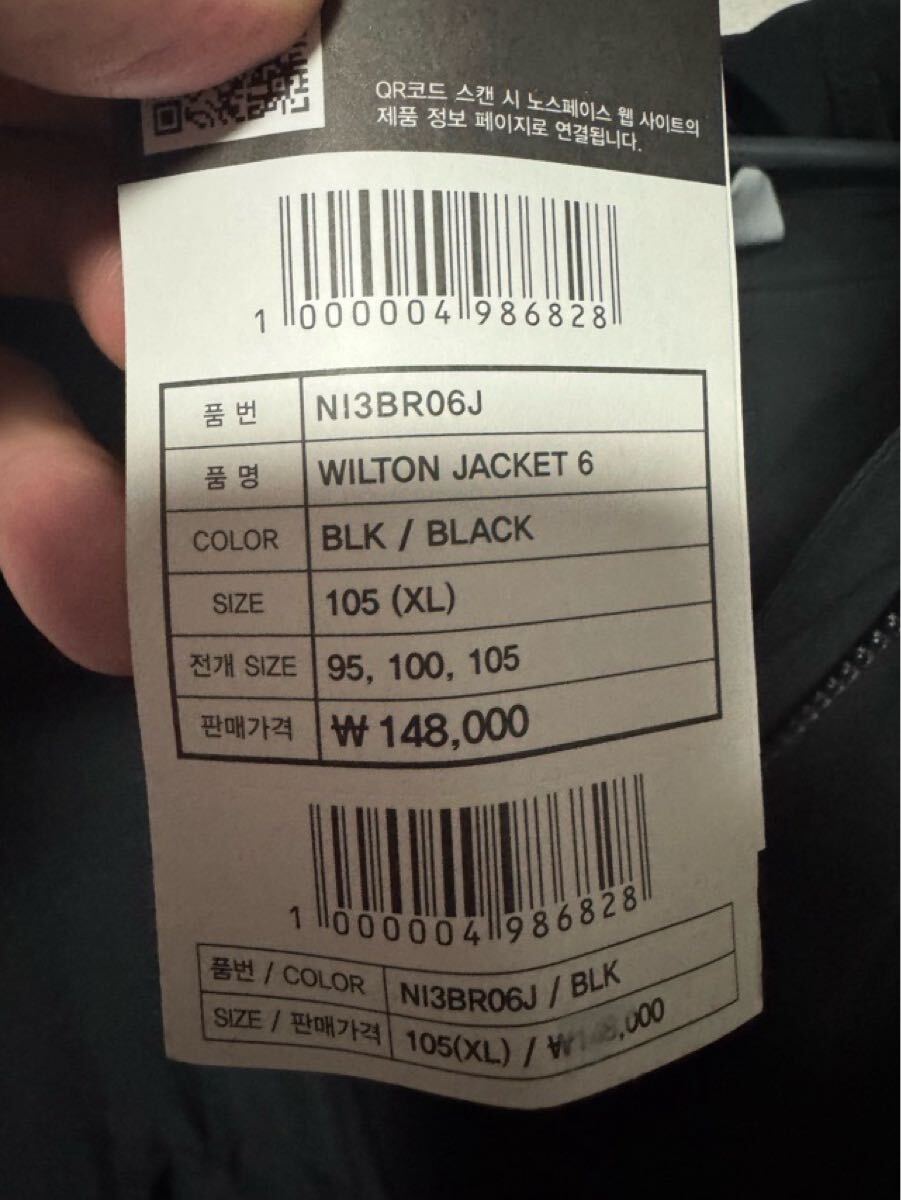 QR코드 스캔 시 노스페이스 웹 사이트의
제품 정보 페이지로 연결됩니다.
1 000004 986828
품 번 NI3BR06J
품 명 WILTON JACKET 6
COLOR BLK / BLACK
SIZE 105 (XL)
전개 SIZE 95, 100, 105
판매가격 ₩ 148,000
1 000004 986828
품번 / COLOR NI3BR06J / BLK
SIZE / 판매가격 105(XL) / ₩148,000